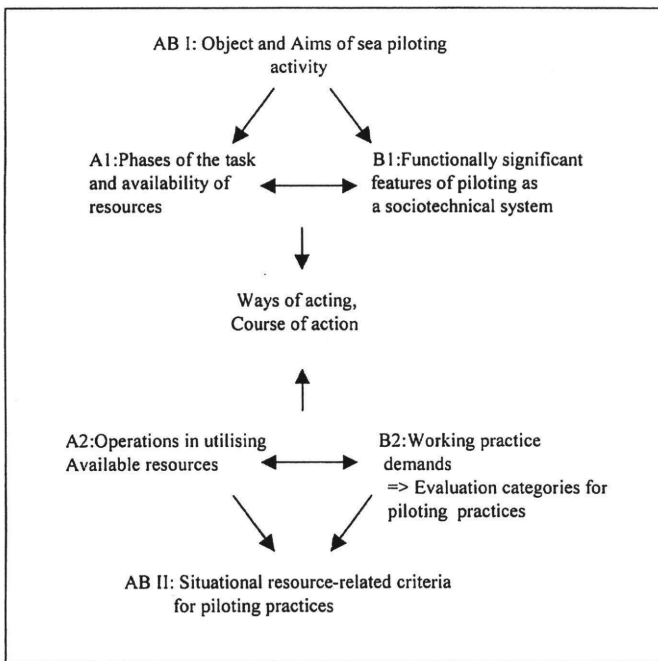 AB I: Object and Aims of sea piloting
activity
A1:Phases of the task
and availability of
resources
B1:Functionally significant
features of piloting as
a sociotechnical system
Ways of acting,
Course of action
A2:Operations in utilising
Available resources
B2:Working practice
demands
=> Evaluation categories for
piloting practices
AB II: Situational resource-related criteria
for piloting practices